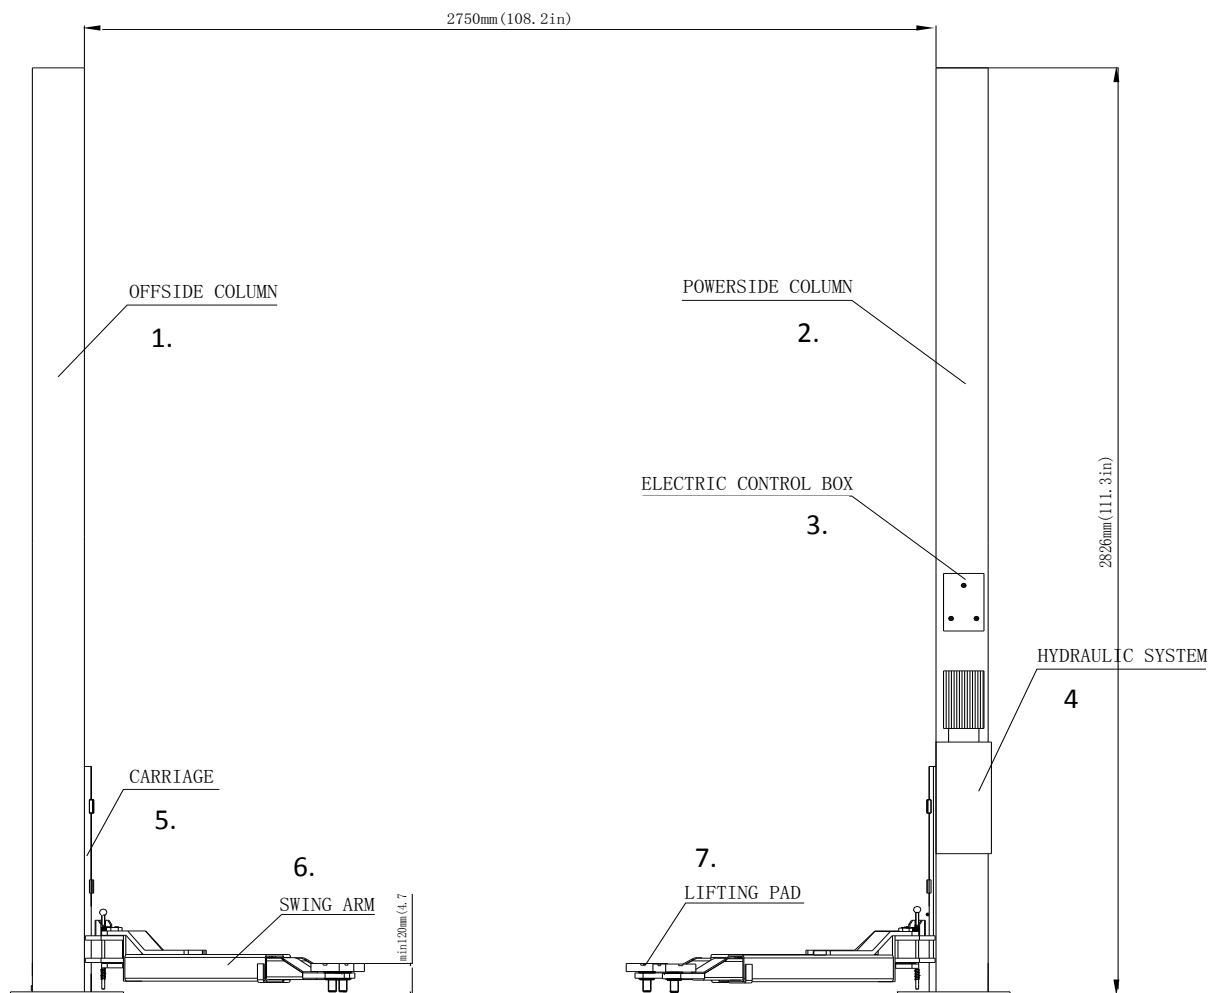 2750mm(108.2in)
OFFSIDE COLUMN
1.
POWERSIDE COLUMN
2.
ELECTRIC CONTROL BOX
3.
2826mm(111.3in)
HYDRAULIC SYSTEM
4
CARRIAGE
5.
6.
SWING ARM
min120mm(4.7
7.
LIFTING PAD